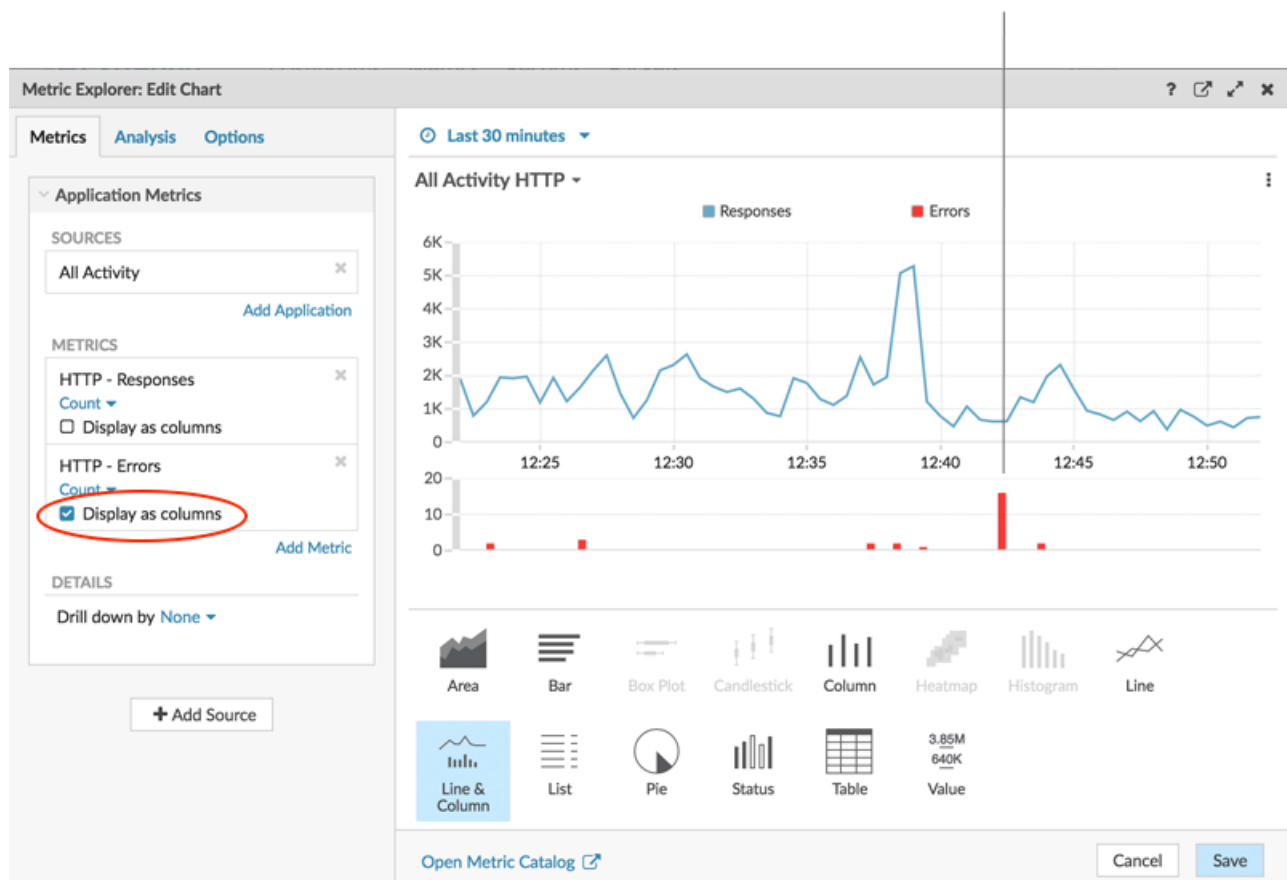 Metric Explorer: Edit Chart
?
Metrics Analysis Options
Application Metrics
SOURCES
All Activity
Add Application
METRICS
HTTP - Responses
Count
Display as columns
HTTP - Errors
Count
Display as columns
Add Metric
DETAILS
Drill down by None
+ Add Source
Last 30 minutes
All Activity HTTP
Responses Errors
6K
5K
4K
3K
2K
1K
0
12:25 12:30 12:35 12:40 12:45 12:50
20
10
0
Area Bar Box Plot Candlestick Column Heatmap Histogram Line
3.85M
640K
Line & Column List Pie Status Table Value
Open Metric Catalog
Cancel Save